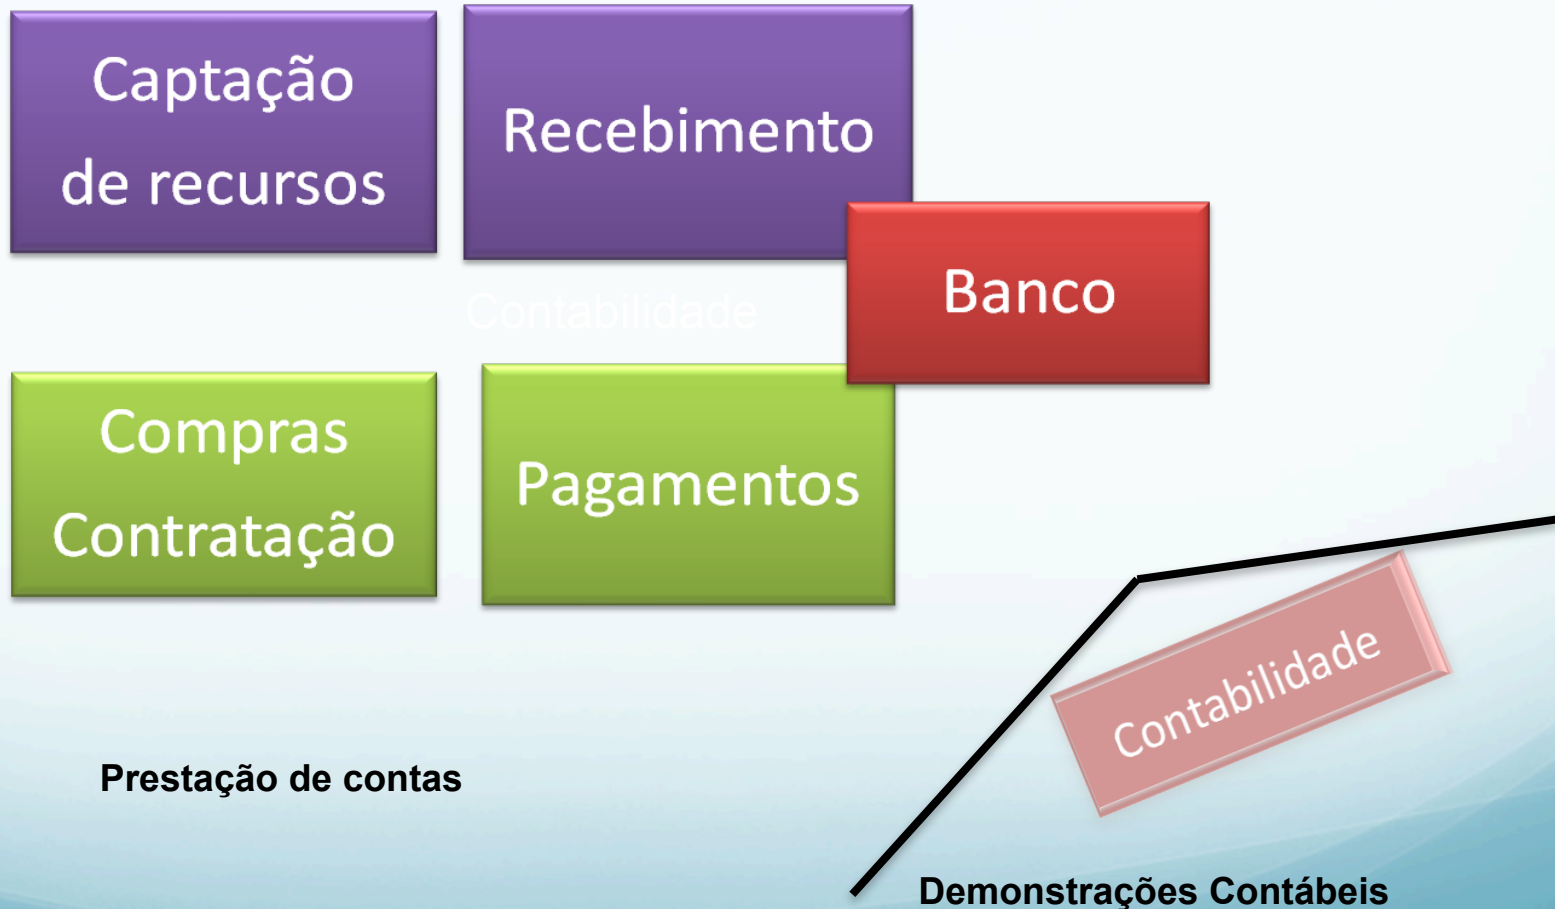 Captação
de recursos
Recebimento
Banco
Contabilidade
Compras
Contratação
Pagamentos
Contabilidade
Prestação de contas
Demonstrações Contábeis